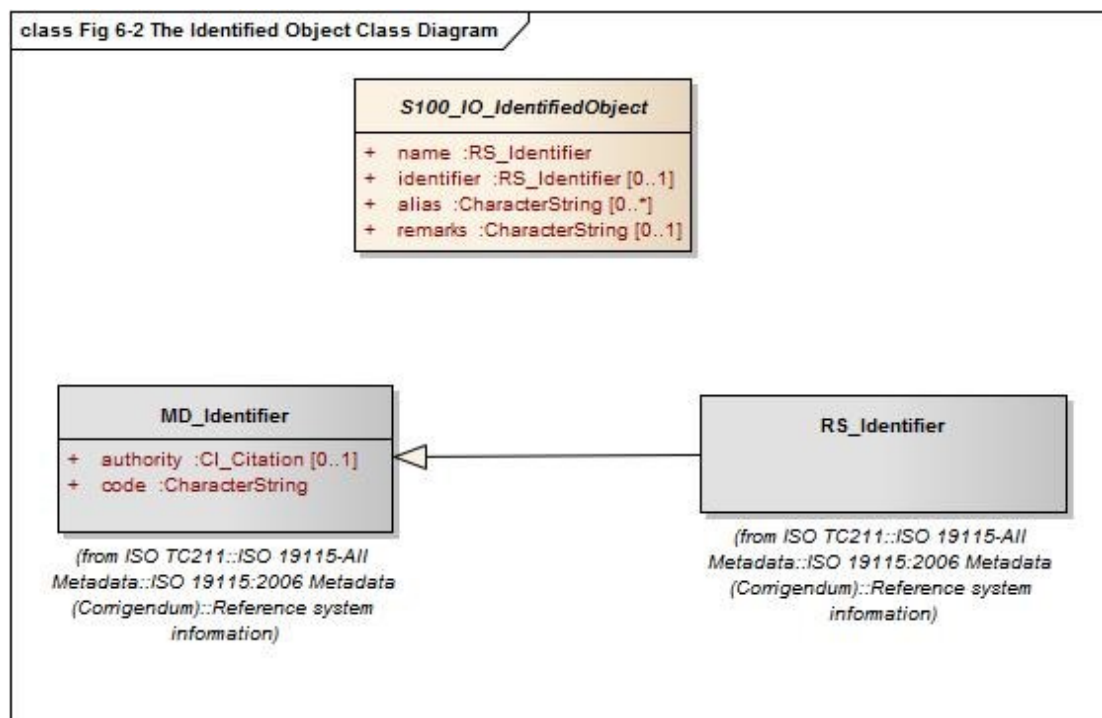 class Fig 6-2 The Identified Object Class Diagram
S100_IO_IdentifiedObject
+ name :RS_Identifier
+ identifier :RS_Identifier [0..1]
+ alias :CharacterString [0..*]
+ remarks :CharacterString [0..1]
MD_Identifier
+ authority :CI_Citation [0..1]
+ code :CharacterString
(from ISO TC211::ISO 19115-All
Metadata::ISO 19115:2006 Metadata
(Corrigendum)::Reference system
information)
RS_Identifier
(from ISO TC211::ISO 19115-All
Metadata::ISO 19115:2006 Metadata
(Corrigendum)::Reference system
information)